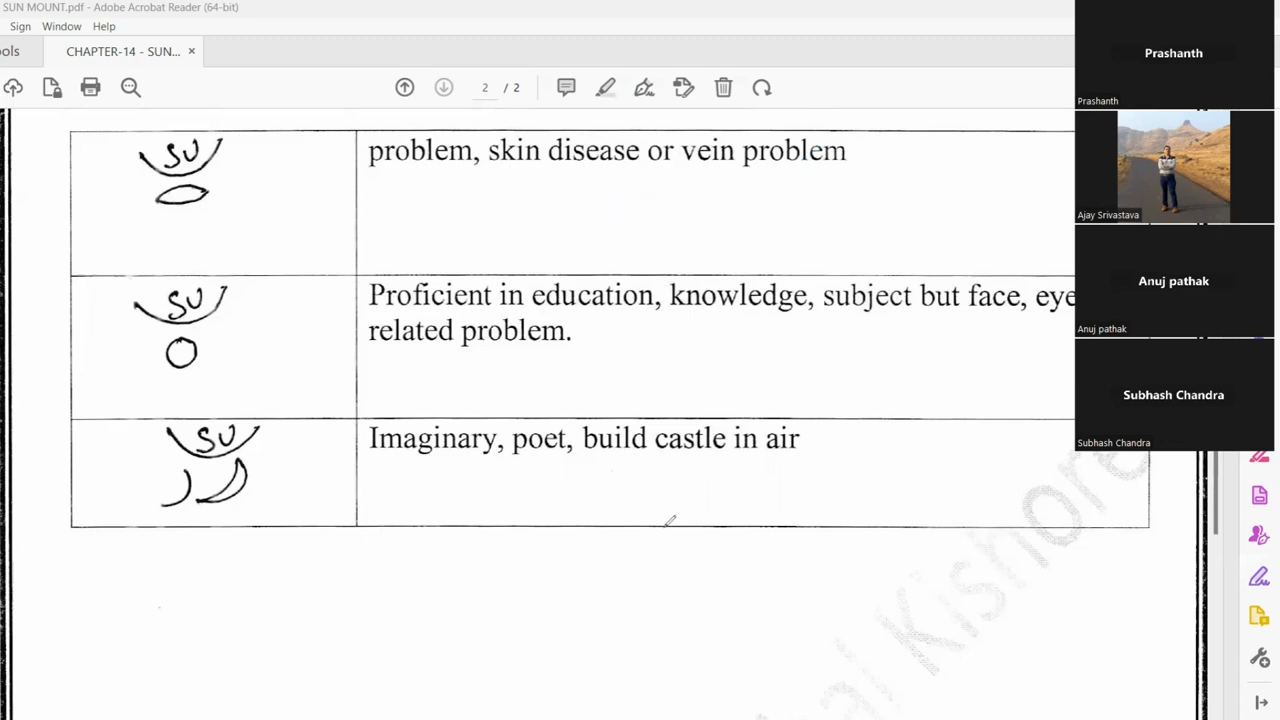 SUN MOUNT.pdf - Adobe Acrobat Reader (64-bit)
Sign Window Help
ols CHAPTER-14 - SUN... ×
2 / 2
SU
problem, skin disease or vein problem
SU
Proficient in education, knowledge, subject but face, eye
related problem.
SU
Imaginary, poet, build castle in air
Kishore
Prashanth
Prashanth
Ajay Srivastava
Anuj pathak
Anuj pathak
Subhash Chandra
Subhash Chandra